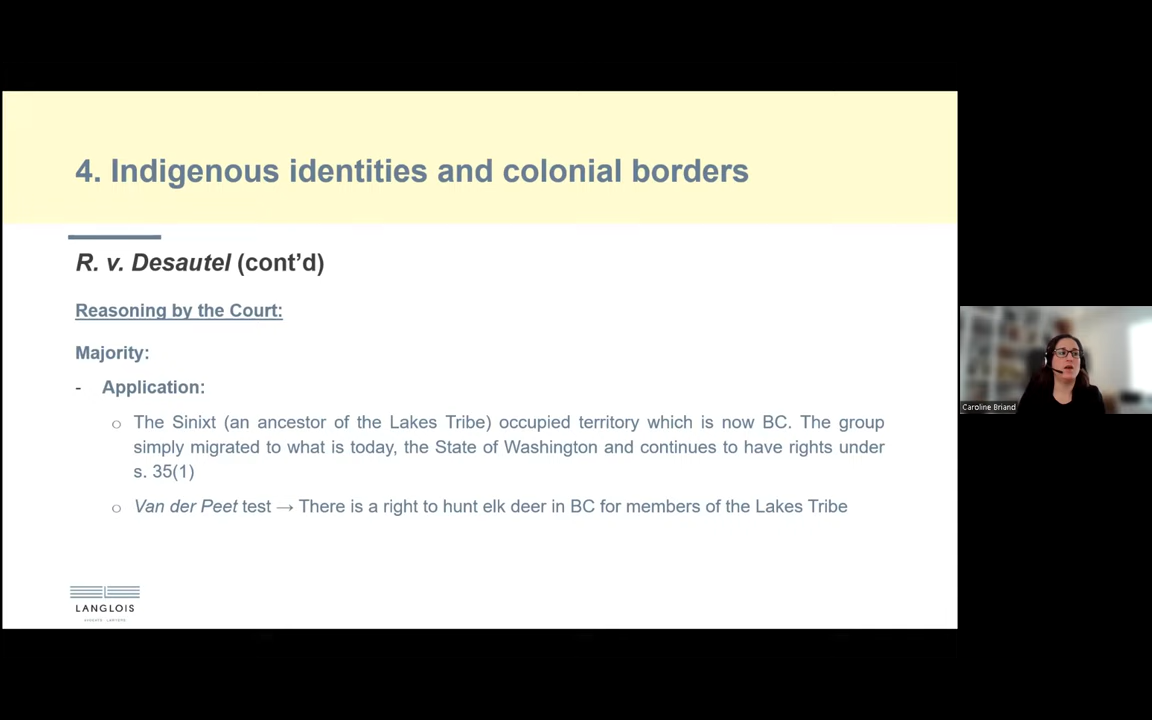 4. Indigenous identities and colonial borders
R. v. Desautel (cont’d)
Reasoning by the Court:
Majority:
- Application:
o The Sinixt (an ancestor of the Lakes Tribe) occupied territory which is now BC. The group
simply migrated to what is today, the State of Washington and continues to have rights under
s. 35(1)
o Van der Peet test → There is a right to hunt elk deer in BC for members of the Lakes Tribe
Caroline Briand
LANGLOIS